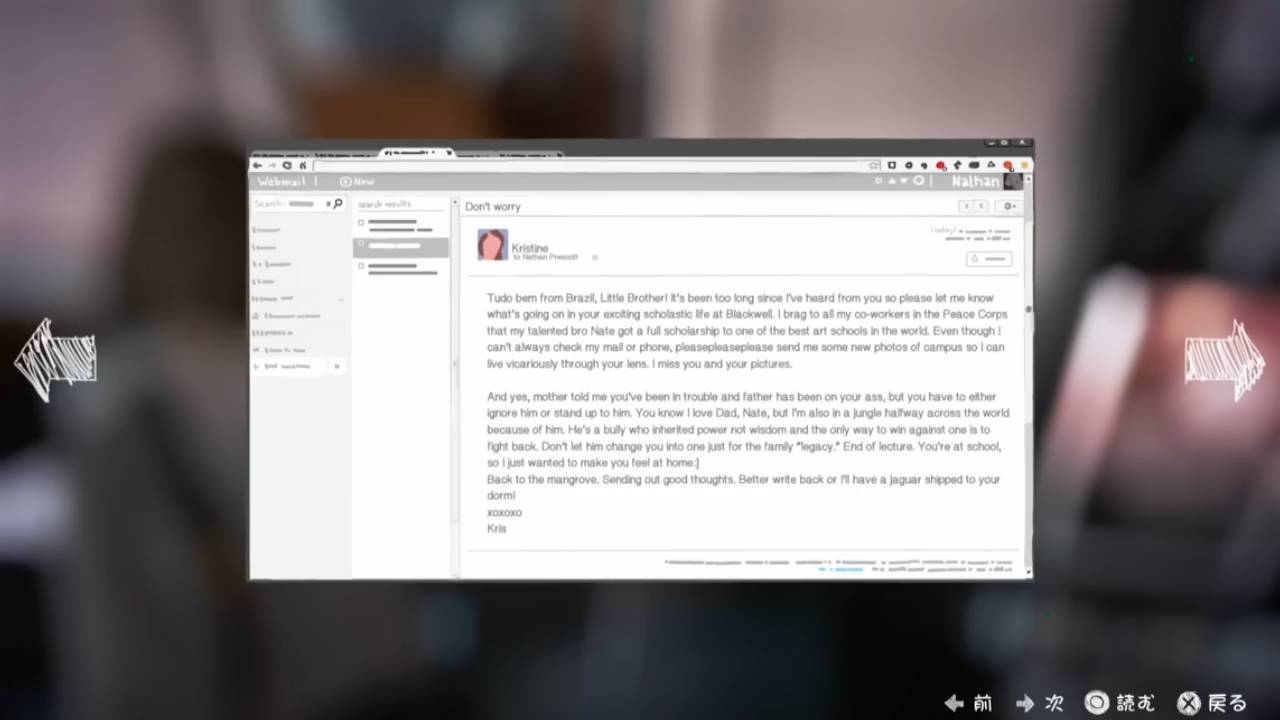 Webmail | New Nathan
Search: search results Don't worry
(today)
Kristine
to Nathan Prescott
Tudo bem from Brazil, Little Brother! It's been too long since I've heard from you so please let me know
what's going on in your exciting scholastic life at Blackwell. I brag to all my co-workers in the Peace Corps
that my talented bro Nate got a full scholarship to one of the best art schools in the world. Even though I
can't always check my mail or phone, pleasepleaseplease send me some new photos of campus so I can
live vicariously through your lens. I miss you and your pictures.
And yes, mother told me you've been in trouble and father has been on your ass, but you have to either
ignore him or stand up to him. You know I love Dad, Nate, but I'm also in a jungle halfway across the world
because of him. He's a bully who inherited power not wisdom and the only way to win against one is to
fight back. Don't let him change you into one just for the family "legacy." End of lecture. You're at school,
so I just wanted to make you feel at home:]
Back to the mangrove. Sending out good thoughts. Better write back or I'll have a jaguar shipped to your
dorm!
xoxoxo
Kris
前 次 読む 戻る